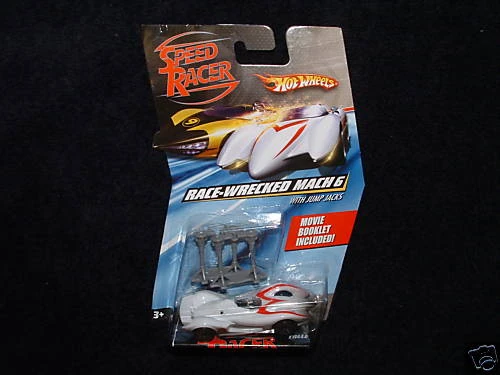 SPEED
RACER
HOT WHEELS
RACE-WRECKED MACH 6
WITH JUMP JACKS
MOVIE
BOOKLET
INCLUDED!
3+
RACER